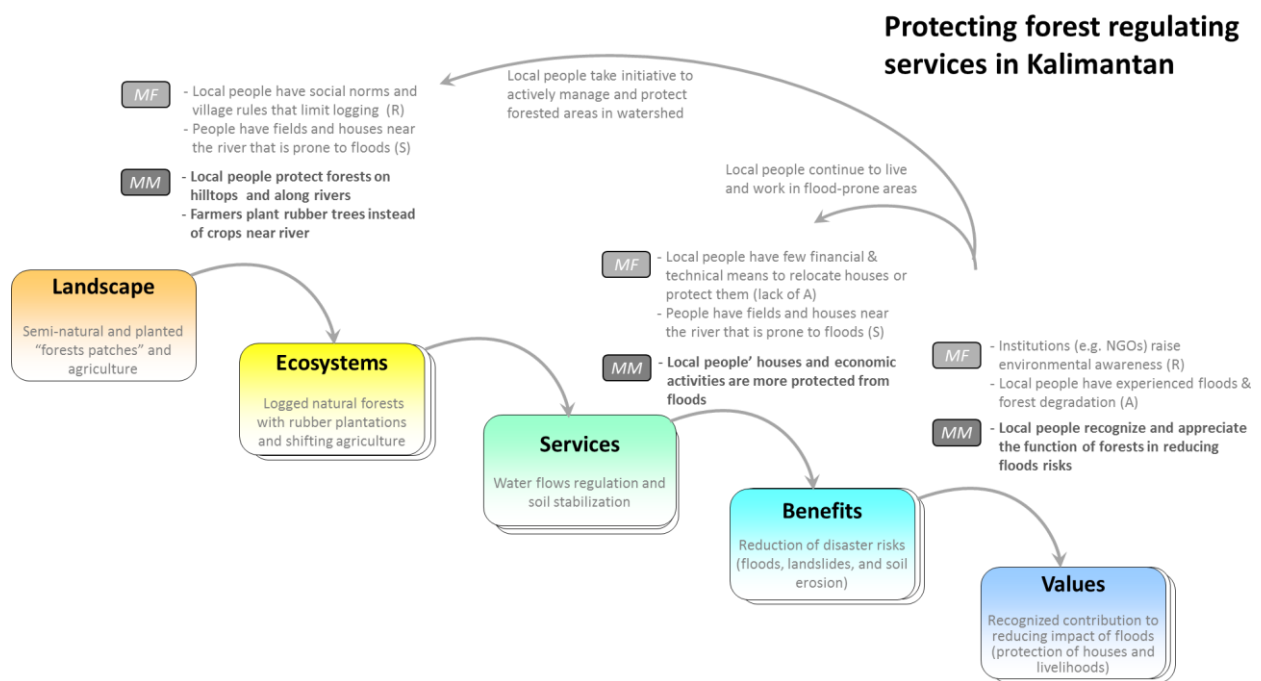 Protecting forest regulating
services in Kalimantan
Local people take initiative to
actively manage and protect
forested areas in watershed
MF
- Local people have social norms and
village rules that limit logging (R)
- People have fields and houses near
the river that is prone to floods (S)
MM
- Local people protect forests on
hilltops and along rivers
- Farmers plant rubber trees instead
of crops near river
Local people continue to live
and work in flood-prone areas
MF
- Local people have few financial &
technical means to relocate houses or
protect them (lack of A)
- People have fields and houses near
the river that is prone to floods (S)
MM
- Local people' houses and economic
activities are more protected from
floods
MF
- Institutions (e.g. NGOs) raise
environmental awareness (R)
- Local people have experienced floods &
forest degradation (A)
MM
- Local people recognize and appreciate
the function of forests in reducing
floods risks
Landscape
Semi-natural and planted
“forests patches” and
agriculture
Ecosystems
Logged natural forests
with rubber plantations
and shifting agriculture
Services
Water flows regulation and
soil stabilization
Benefits
Reduction of disaster risks
(floods, landslides, and soil
erosion)
Values
Recognized contribution to
reducing impact of floods
(protection of houses and
livelihoods)